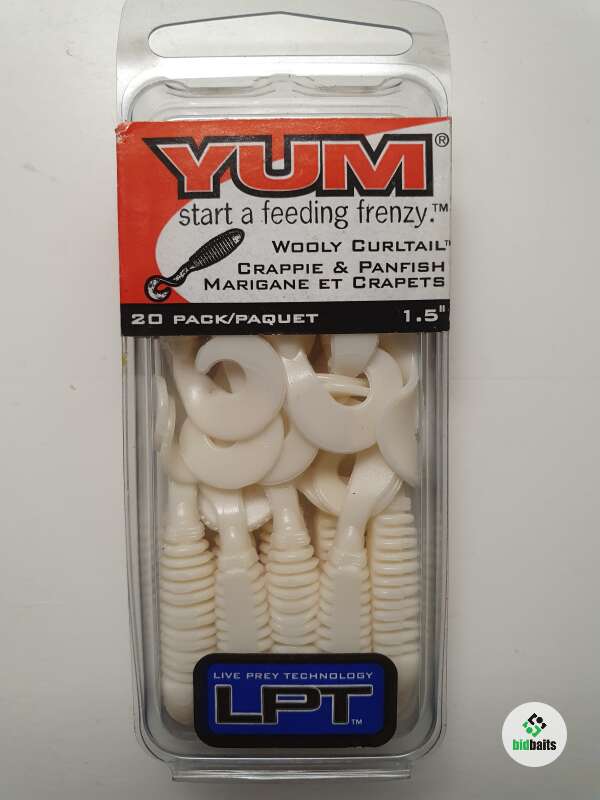 YUM®
start a feeding frenzy.™
WOOLY CURLTAIL™
CRAPPIE & PANFISH
MARIGANE ET CRAPETS
20 PACK/PAQUET 1.5"
LIVE PREY TECHNOLOGY
LPT™
bidbaits